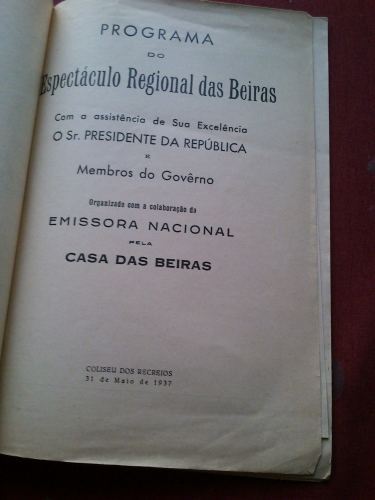 PROGRAMA
DO
Espectáculo Regional das Beiras
Com a assistência de Sua Excelência
O Sr. PRESIDENTE DA REPÚBLICA
E
Membros do Govêrno
Organizado com a colaboração da
EMISSORA NACIONAL
PELA
CASA DAS BEIRAS
COLISEU DOS RECREIOS
31 de Maio de 1937